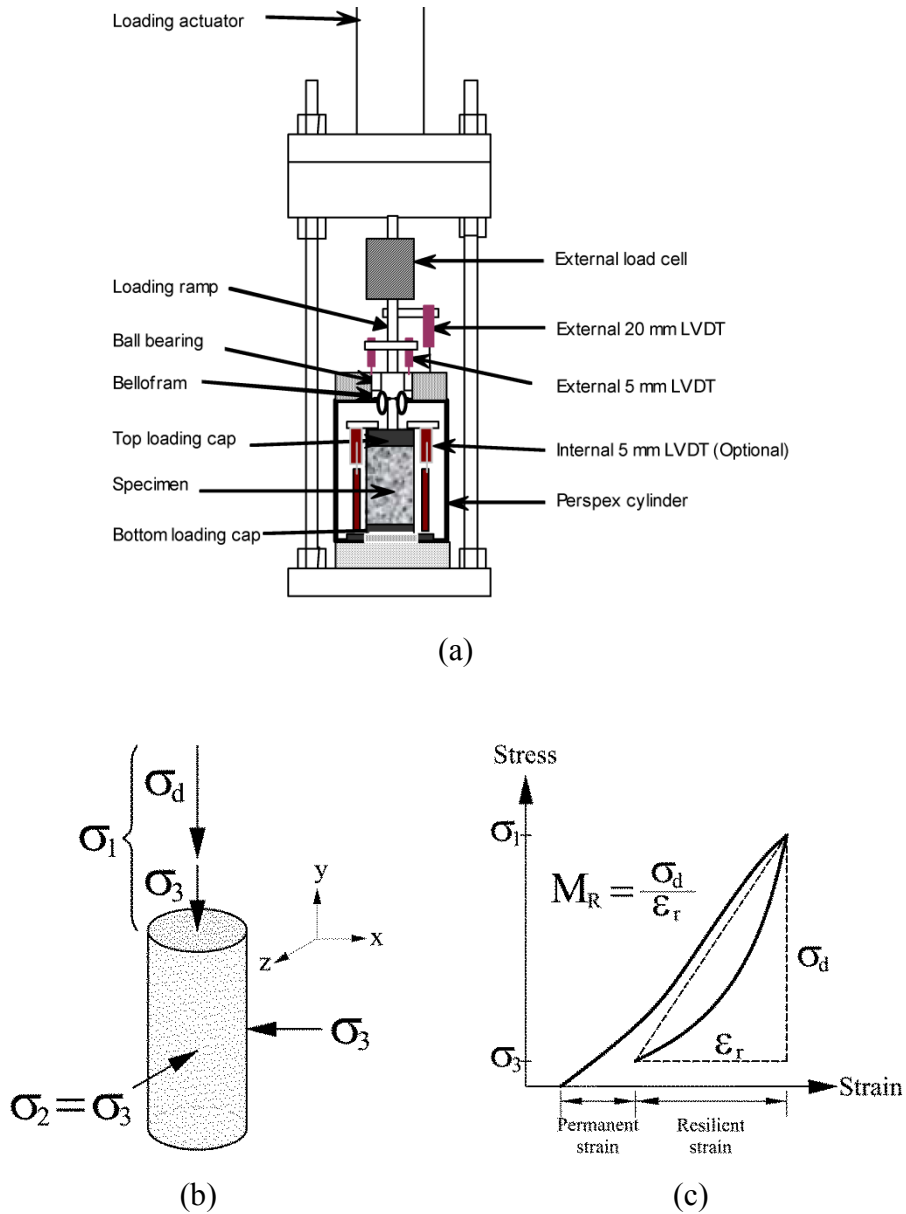 Loading actuator
External load cell
Loading ramp
External 20 mm LVDT
Ball bearing
External 5 mm LVDT
Bellofram
Top loading cap
Internal 5 mm LVDT (Optional)
Specimen
Perspex cylinder
Bottom loading cap
(a)
σd
σ1
σ3
y
x
z
σ3
σ2 = σ3
(b)
Stress
σ1
MR = σd / εr
σd
εr
σ3
Strain
Permanent
strain
Resilient
strain
(c)